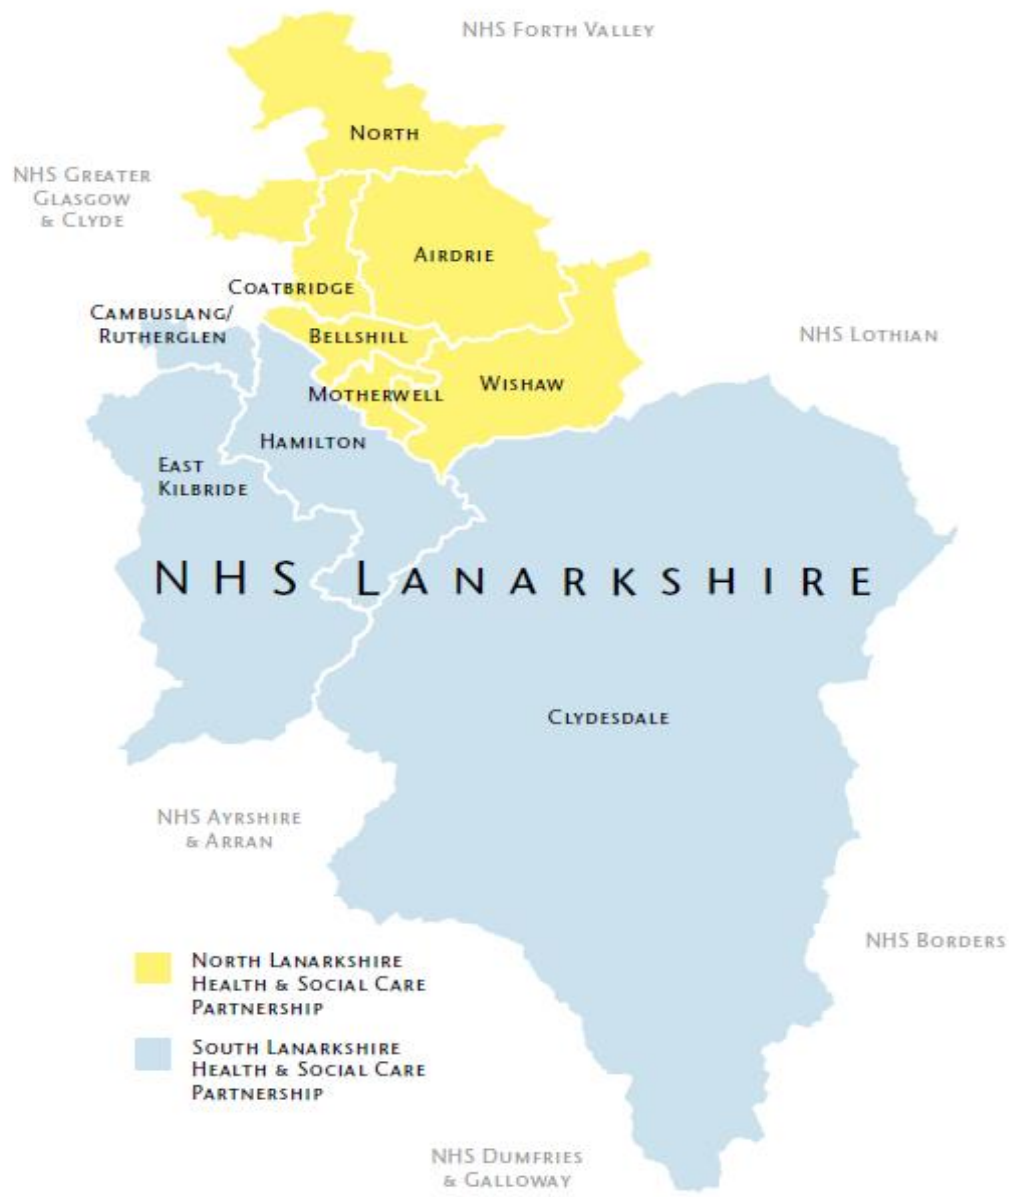 NHS FORTH VALLEY
NORTH
NHS GREATER
GLASGOW
& CLYDE
AIRDRIE
COATBRIDGE
CAMBUSLANG/
RUTHERGLEN
BELLSHILL
NHS LOTHIAN
WISHAW
MOTHERWELL
HAMILTON
EAST
KILBRIDE
NHS LANARKSHIRE
CLYDESDALE
NHS AYRSHIRE
& ARRAN
NHS BORDERS
NORTH LANARKSHIRE
HEALTH & SOCIAL CARE
PARTNERSHIP
SOUTH LANARKSHIRE
HEALTH & SOCIAL CARE
PARTNERSHIP
NHS DUMFRIES
& GALLOWAY